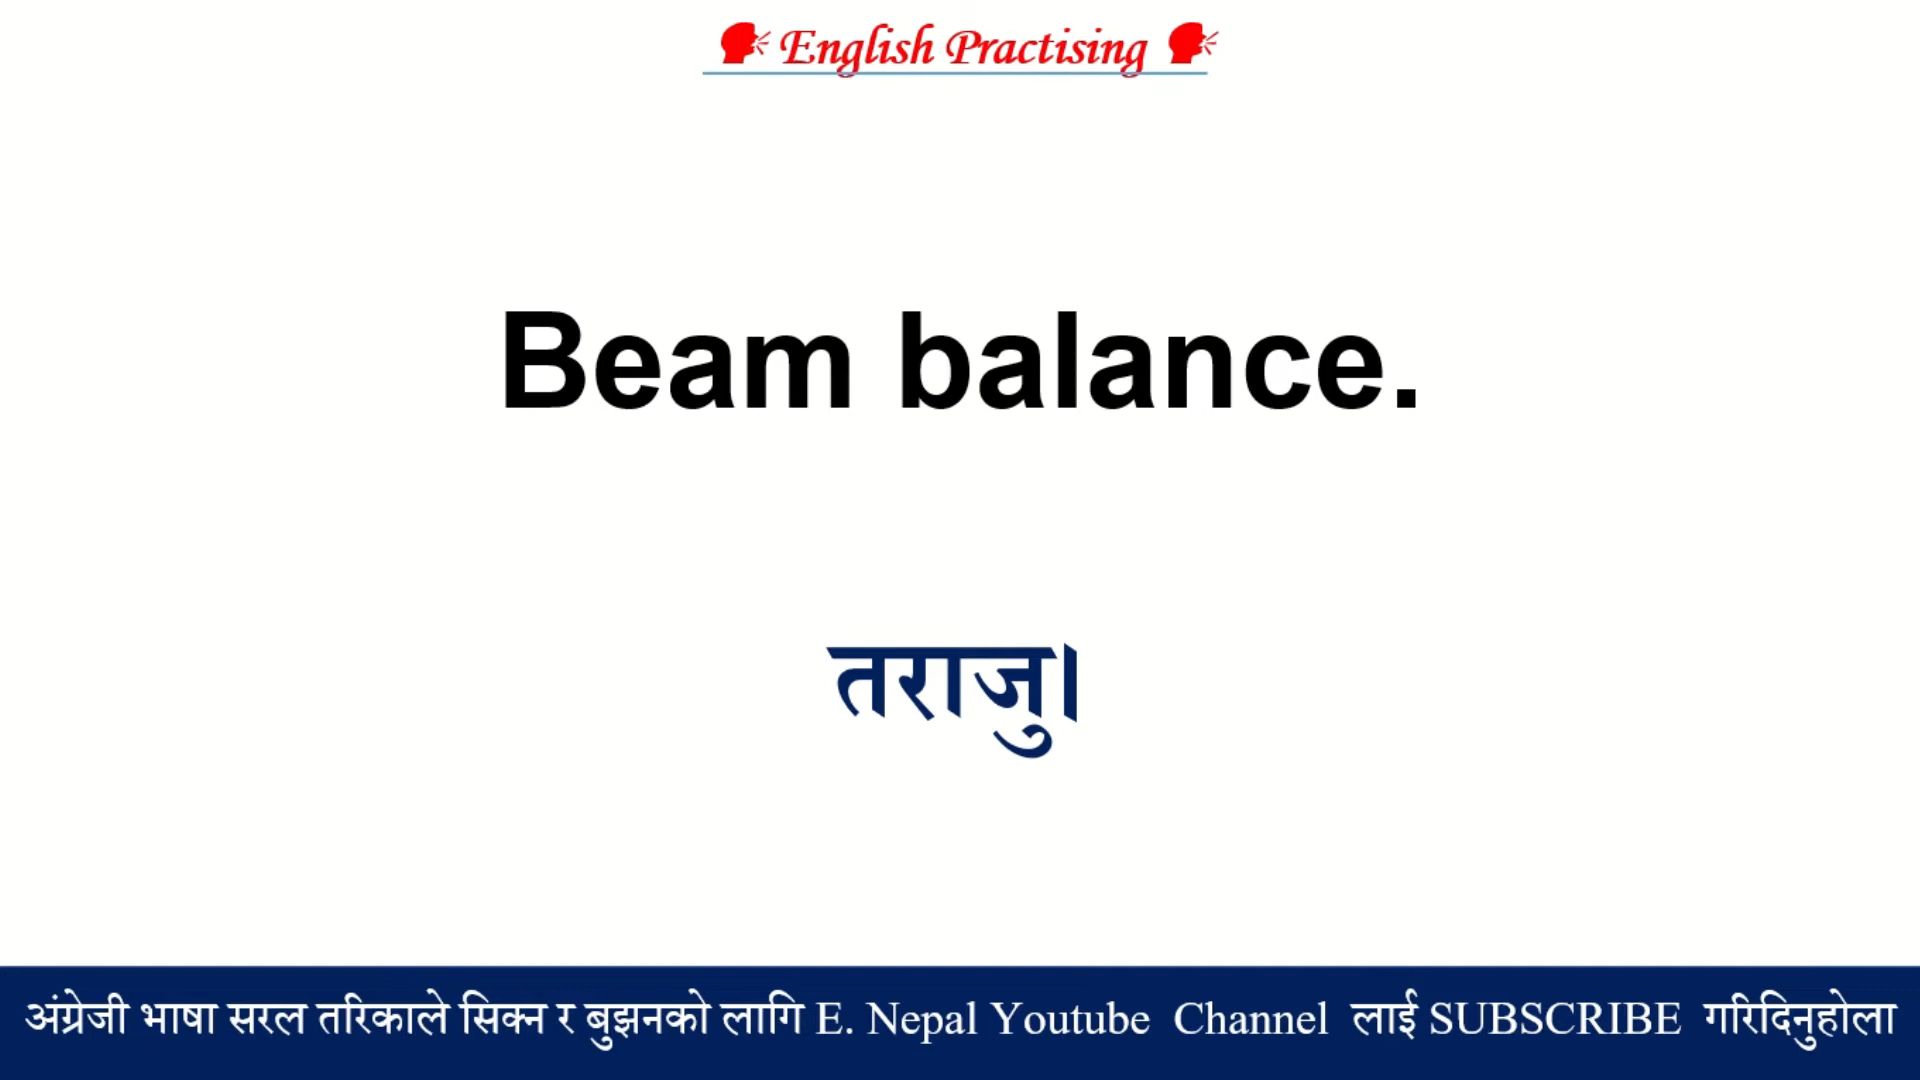 English Practising
Beam balance.
तराजु।
अंग्रेजी भाषा सरल तरिकाले सिक्न र बुझनको लागि E. Nepal Youtube Channel लाई SUBSCRIBE गरिदिनुहोला